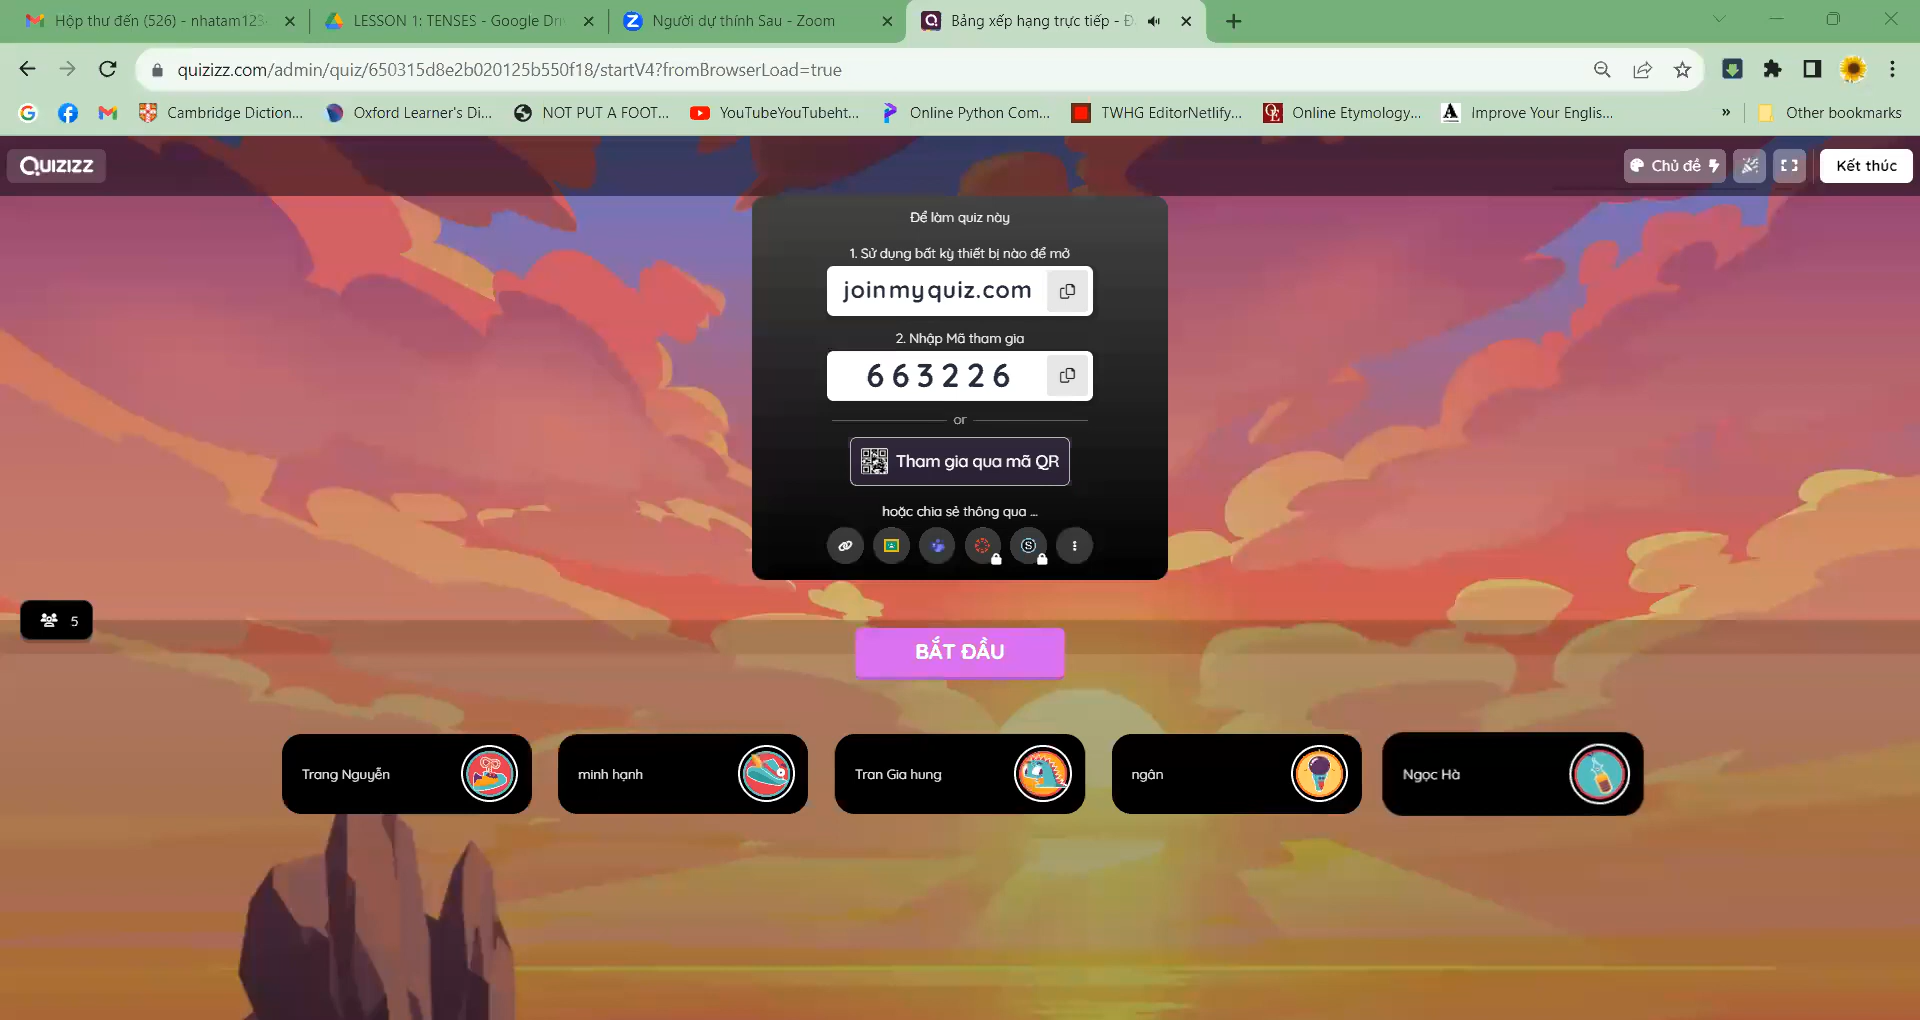 Hộp thư đến (526) - nhatam123
LESSON 1: TENSES - Google Dri
Người dự thính Sau - Zoom
Bảng xếp hạng trực tiếp - Đ
quizizz.com/admin/quiz/650315d8e2b020125b550f18/startV4?fromBrowserLoad=true
Cambridge Diction...
Oxford Learner's Di...
NOT PUT A FOOT...
YouTubeYouTubeht...
Online Python Com...
TWHG EditorNetlify...
Online Etymology...
Improve Your Englis...
»
Other bookmarks
Quizizz
Chủ đề
Kết thúc
Để làm quiz này
1. Sử dụng bất kỳ thiết bị nào để mở
joinmyquiz.com
2. Nhập Mã tham gia
663226
or
Tham gia qua mã QR
hoặc chia sẻ thông qua ...
5
BẮT ĐẦU
Trang Nguyễn
minh hạnh
Tran Gia hung
ngân
Ngọc Hà